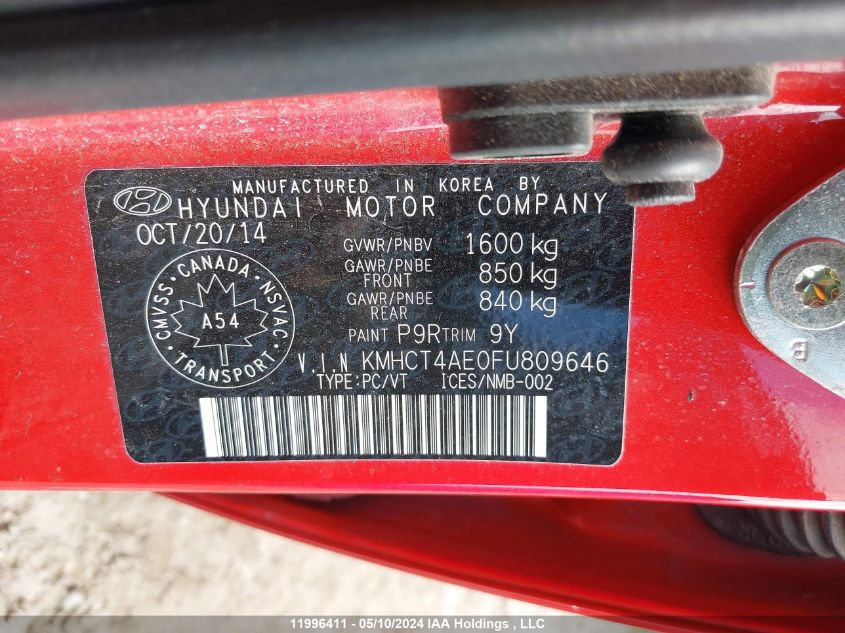 MANUFACTURED IN KOREA BY
HYUNDAI MOTOR COMPANY
OCT/20/14
GVWR/PNBV 1600 kg
GAWR/PNBE FRONT 850 kg
GAWR/PNBE REAR 840 kg
PAINT P9R TRIM 9Y
CANADA
CMVSS NSVAC
A54
TRANSPORT
V.I.N KMHCT4AE0FU809646
TYPE:PC/VT ICES/NMB-002
B
11996411 - 05/10/2024 IAA Holdings , LLC